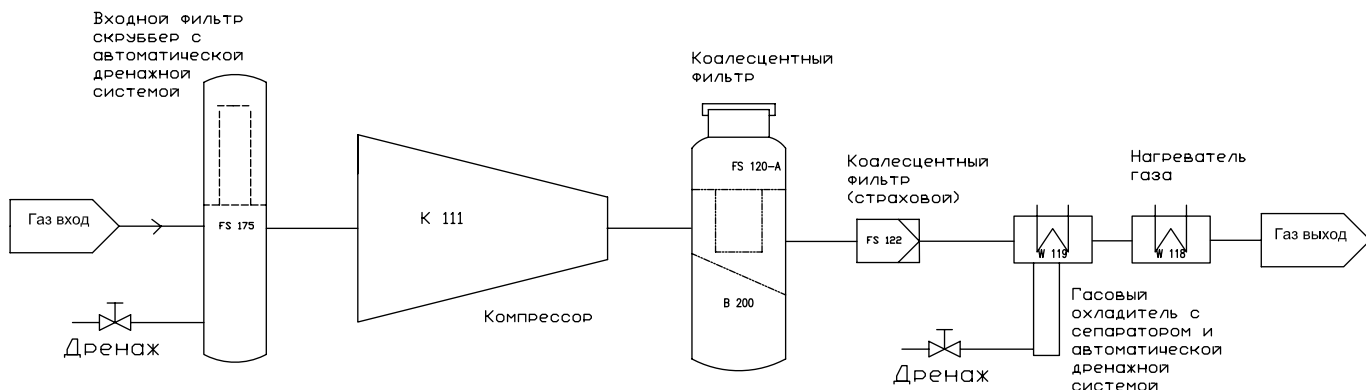 Входной фильтр
скруббер с
автоматической
дренажной
системой
Газ вход
FS 175
Дренаж
K 111
Компрессор
Коалесцентный
фильтр
FS 120-A
B 200
Коалесцентный
фильтр
(страховой)
FS 122
W 119
Дренаж
Гасовый
охладитель с
сепаратором и
автоматической
дренажной
системой
Нагреватель
газа
W 118
Газ выход